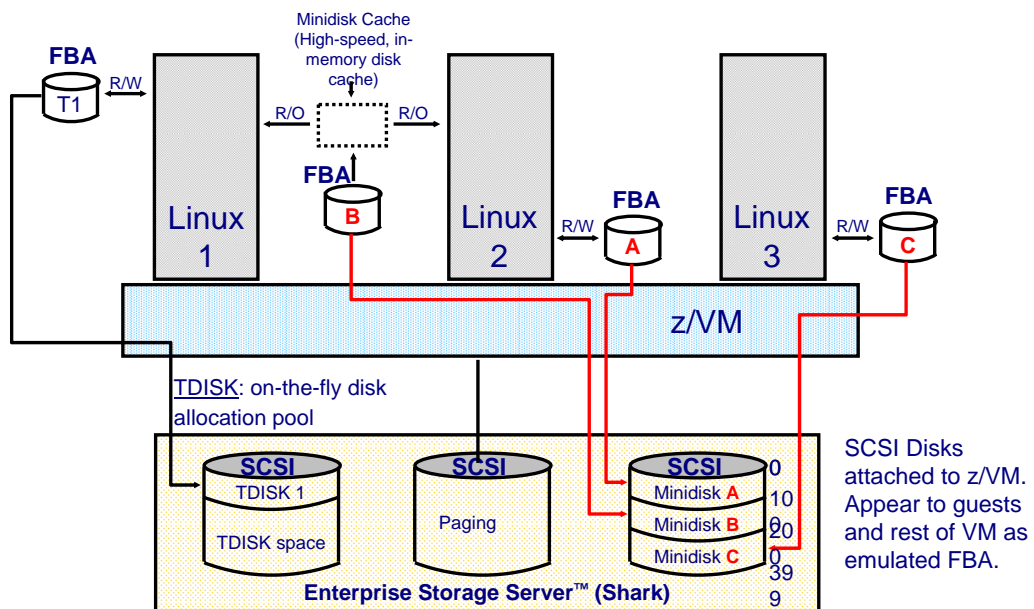 Minidisk Cache
(High-speed, in-
memory disk
cache)
FBA
T1
R/W
R/O
R/O
FBA
B
Linux
1
Linux
2
R/W
FBA
A
Linux
3
R/W
FBA
C
z/VM
TDISK: on-the-fly disk
allocation pool
SCSI
TDISK 1
TDISK space
SCSI
Paging
SCSI
Minidisk A
Minidisk B
Minidisk C
0
10
0
20
0
39
9
SCSI Disks
attached to z/VM.
Appear to guests
and rest of VM as
emulated FBA.
Enterprise Storage Server™ (Shark)